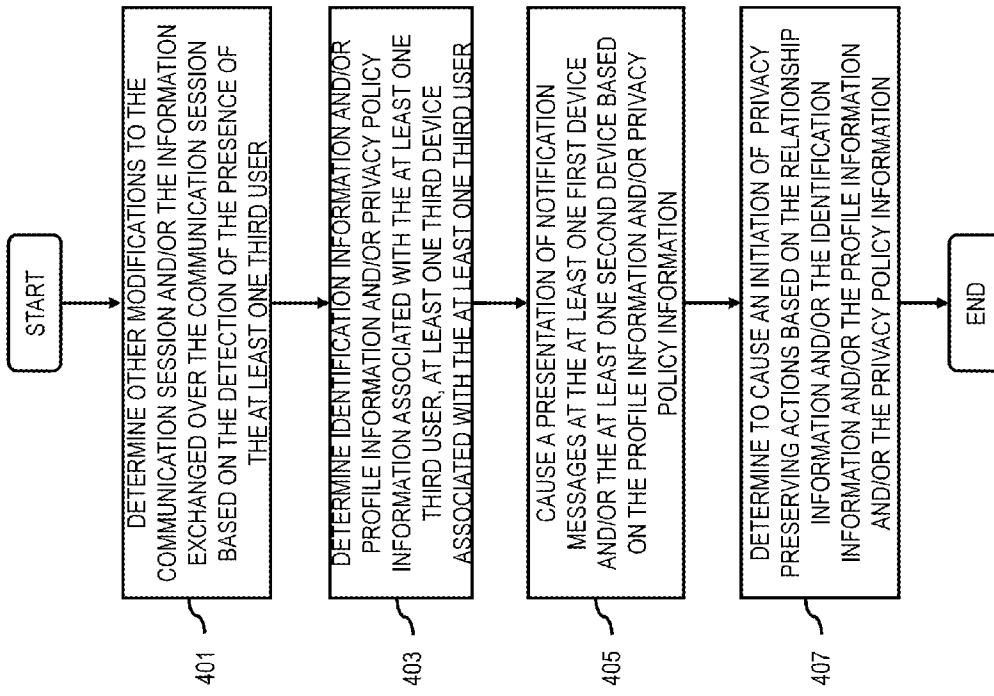 START
DETERMINE OTHER MODIFICATIONS TO THE
COMMUNICATION SESSION AND/OR THE INFORMATION
EXCHANGED OVER THE COMMUNICATION SESSION
BASED ON THE DETECTION OF THE PRESENCE OF
THE AT LEAST ONE THIRD USER
401
DETERMINE IDENTIFICATION INFORMATION AND/OR
PROFILE INFORMATION AND/OR PRIVACY POLICY
INFORMATION ASSOCIATED WITH THE AT LEAST ONE
THIRD USER, AT LEAST ONE THIRD DEVICE
ASSOCIATED WITH THE AT LEAST ONE THIRD USER
403
CAUSE A PRESENTATION OF NOTIFICATION
MESSAGES AT THE AT LEAST ONE FIRST DEVICE
AND/OR THE AT LEAST ONE SECOND DEVICE BASED
ON THE PROFILE INFORMATION AND/OR PRIVACY
POLICY INFORMATION
405
DETERMINE TO CAUSE AN INITIATION OF PRIVACY
PRESERVING ACTIONS BASED ON THE RELATIONSHIP
INFORMATION AND/OR THE IDENTIFICATION
INFORMATION AND/OR THE PROFILE INFORMATION
AND/OR THE PRIVACY POLICY INFORMATION
407
END